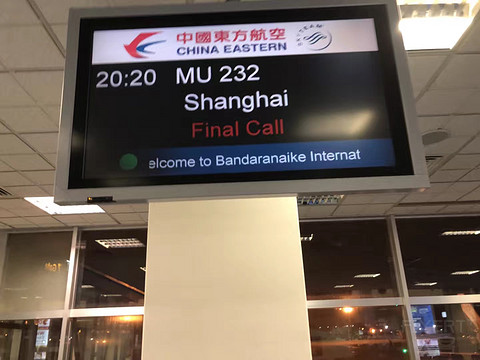 中國東方航空
CHINA EASTERN
SKYTEAM
20:20 MU 232
Shanghai
Final Call
elcome to Bandaranaike Internat